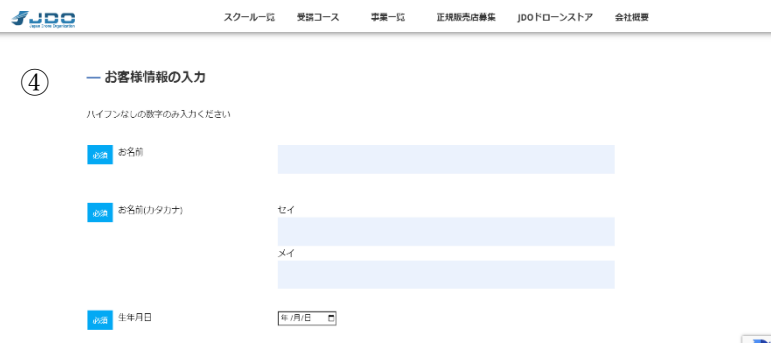 JDO
Japan Drone Organization
スクール一覧 受講コース 事業一覧 正規販売店募集 JDOドローンストア 会社概要
④
お客様情報の入力
ハイフンなしの数字のみ入力ください
必須 お名前
必須 お名前(カタカナ)
セイ
メイ
必須 生年月日
年 /月/日